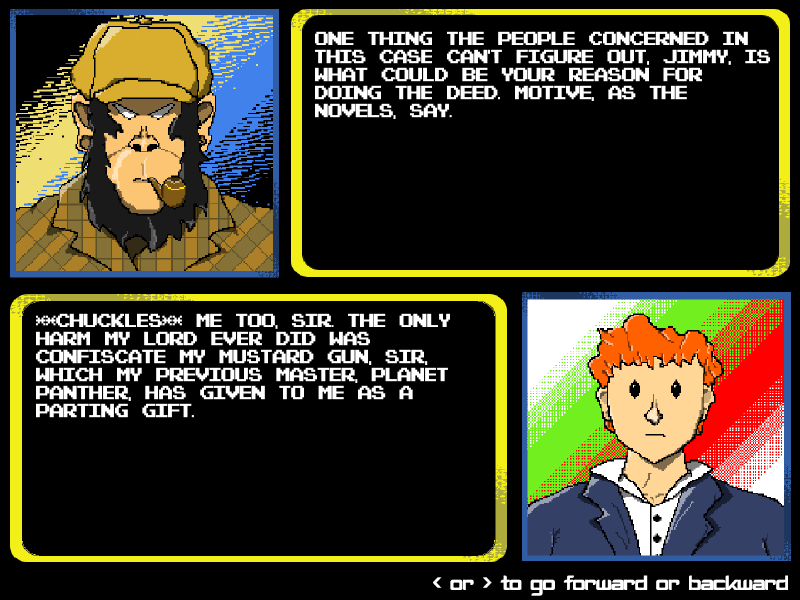 ONE THING THE PEOPLE CONCERNED IN
THIS CASE CAN'T FIGURE OUT, JIMMY, IS
WHAT COULD BE YOUR REASON FOR
DOING THE DEED. MOTIVE, AS THE
NOVELS, SAY.
**CHUCKLES** ME TOO, SIR. THE ONLY
HARM MY LORD EVER DID WAS
CONFISCATE MY MUSTARD GUN, SIR,
WHICH MY PREVIOUS MASTER, PLANET
PANTHER, HAS GIVEN TO ME AS A
PARTING GIFT.
< or > to go forward or backward